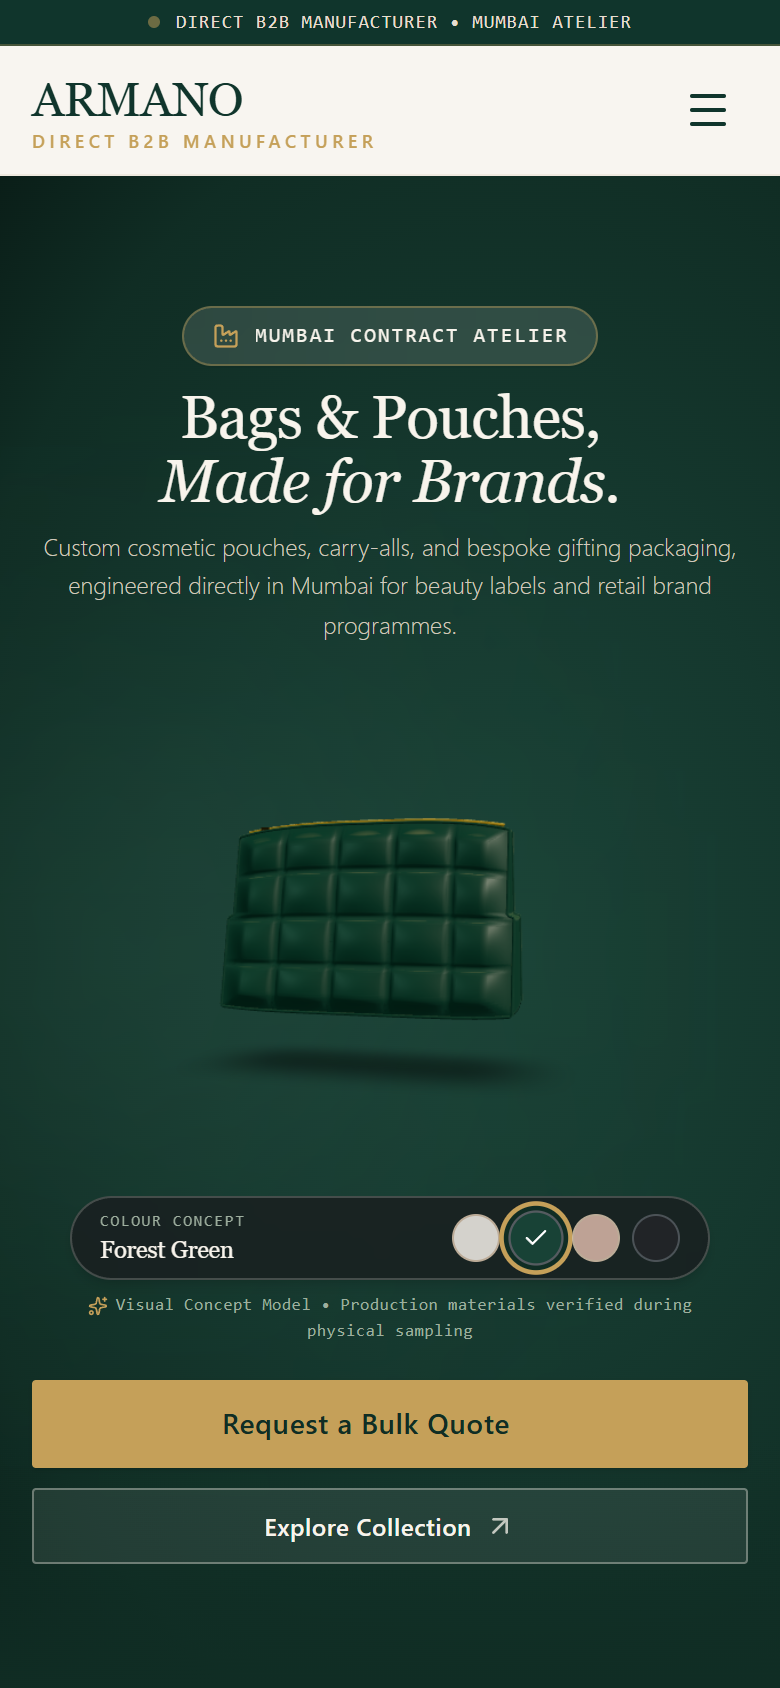 DIRECT B2B MANUFACTURER • MUMBAI ATELIER
ARMANO
DIRECT B2B MANUFACTURER
MUMBAI CONTRACT ATELIER
Bags & Pouches,
Made for Brands.
Custom cosmetic pouches, carry-alls, and bespoke gifting packaging,
engineered directly in Mumbai for beauty labels and retail brand
programmes.
COLOUR CONCEPT
Forest Green
Visual Concept Model • Production materials verified during
physical sampling
Request a Bulk Quote
Explore Collection